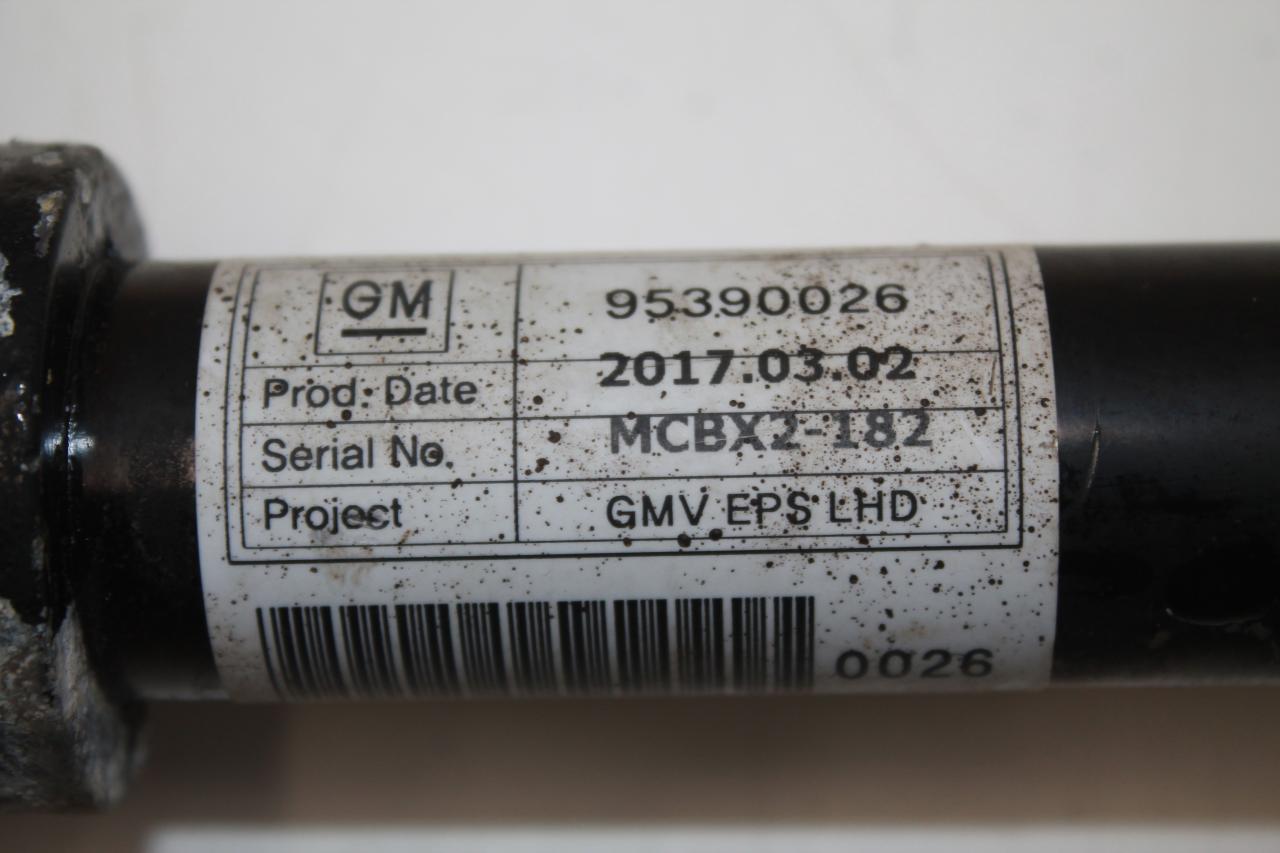 GM 95390026
Prod. Date 2017.03.02
Serial No. MCBX2-182
Project GMV EPS LHD
0026